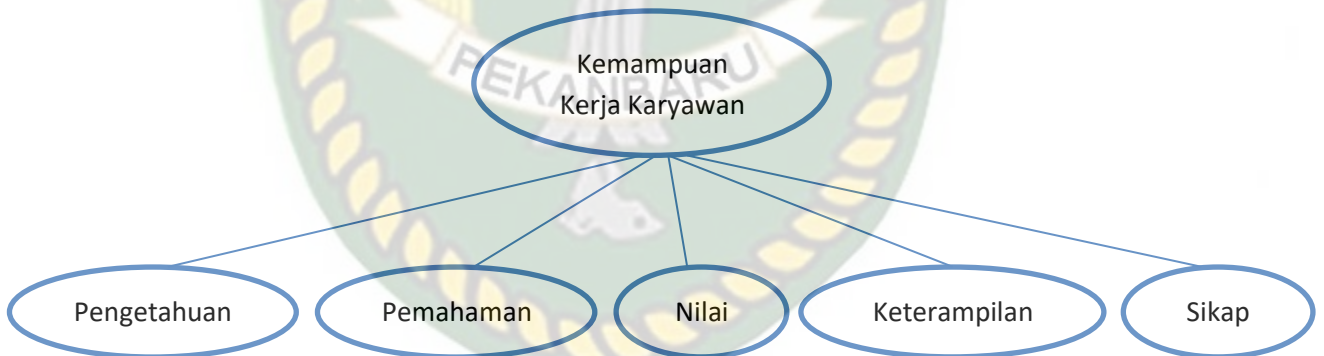 PEKANBARU
Kemampuan
Kerja Karyawan
Pengetahuan
Pemahaman
Nilai
Keterampilan
Sikap